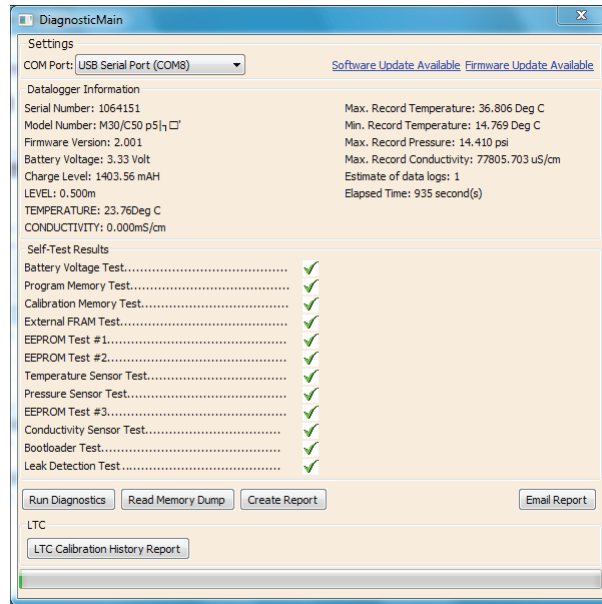 DiagnosticMain
x
Settings
COM Port: USB Serial Port (COM8)
Software Update Available Firmware Update Available
Datalogger Information
Serial Number: 1064151
Model Number: M30/C50 p5|┐□'
Firmware Version: 2.001
Battery Voltage: 3.33 Volt
Charge Level: 1403.56 mAH
LEVEL: 0.500m
TEMPERATURE: 23.76Deg C
CONDUCTIVITY: 0.000mS/cm
Max. Record Temperature: 36.806 Deg C
Min. Record Temperature: 14.769 Deg C
Max. Record Pressure: 14.410 psi
Max. Record Conductivity: 77805.703 uS/cm
Estimate of data logs: 1
Elapsed Time: 935 second(s)
Self-Test Results
Battery Voltage Test.........................................
Program Memory Test........................................
Calibration Memory Test.....................................
External FRAM Test..........................................
EEPROM Test #1.............................................
EEPROM Test #2.............................................
Temperature Sensor Test...................................
Pressure Sensor Test........................................
EEPROM Test #3.............................................
Conductivity Sensor Test..................................
Bootloader Test..............................................
Leak Detection Test........................................
Run Diagnostics Read Memory Dump Create Report Email Report
LTC
LTC Calibration History Report